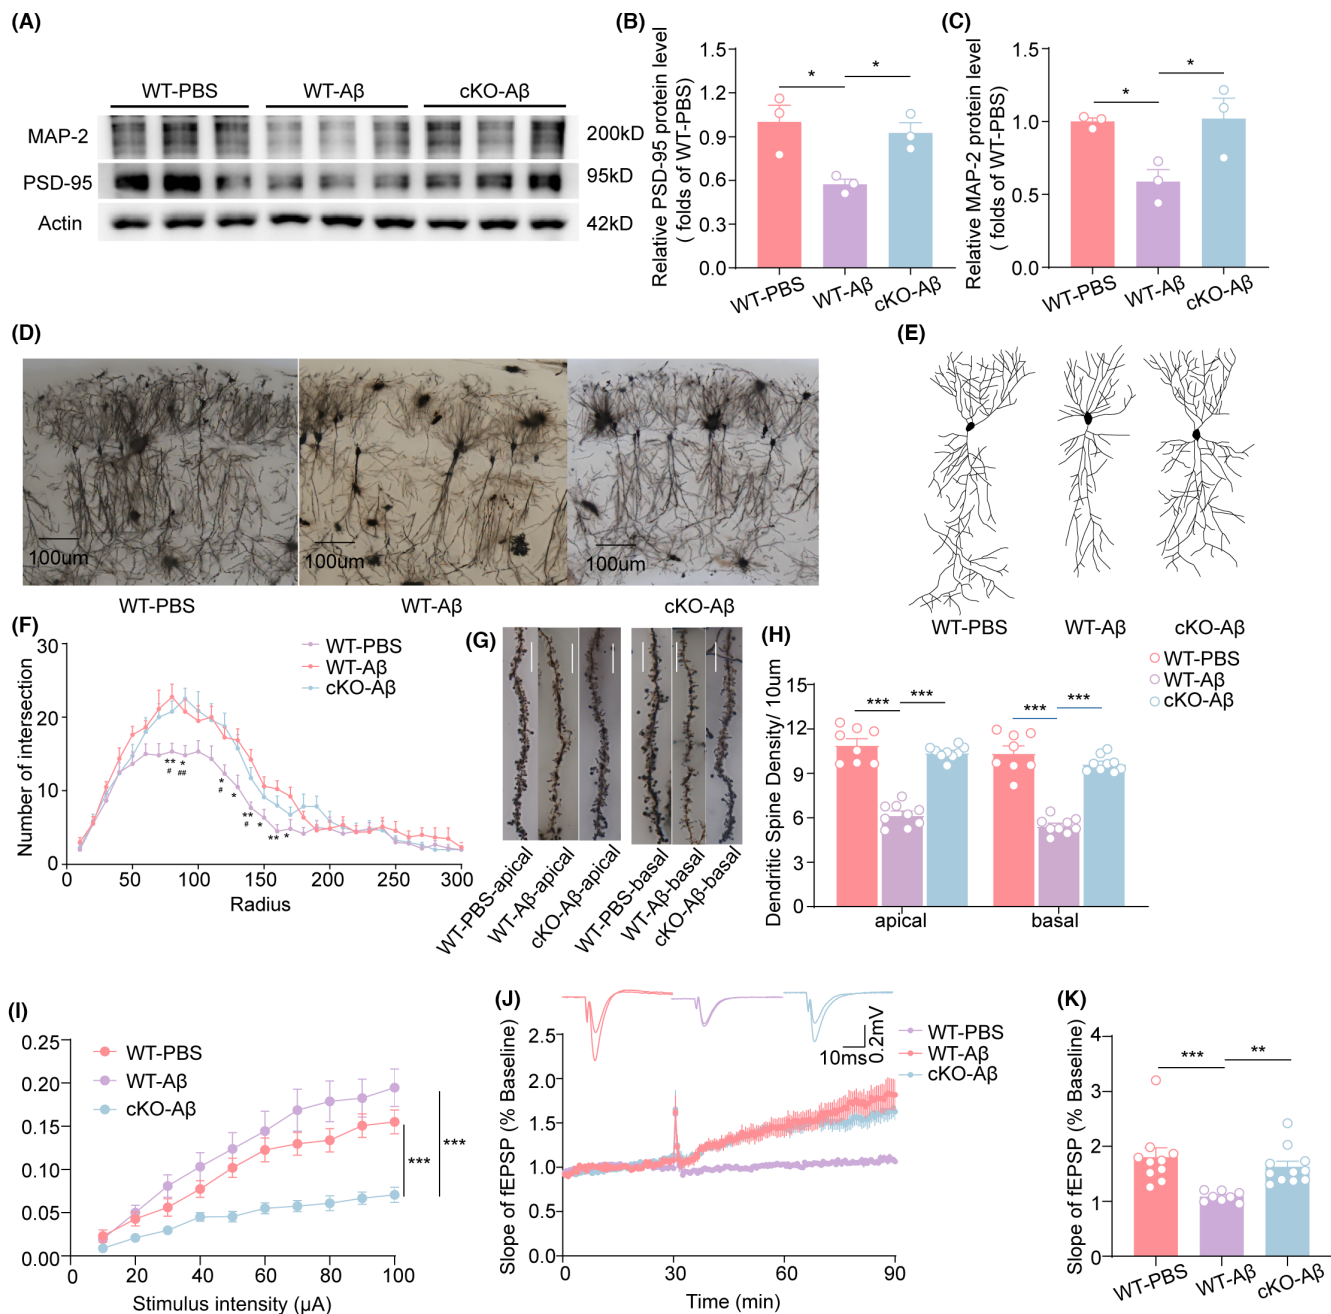 (A)
WT-PBS WT-Aβ cKO-Aβ
MAP-2 200kD
PSD-95 95kD
Actin 42kD
(B)
Relative PSD-95 protein level
( folds of WT-PBS)
1.5
1.2
0.9
0.6
0.3
0.0
* *
WT-PBS WT-Aβ cKO-Aβ
(C)
Relative MAP-2 protein level
( folds of WT-PBS)
1.5
1.0
0.5
0.0
* *
WT-PBS WT-Aβ cKO-Aβ
(D)
100um 100um 100um
WT-PBS WT-Aβ cKO-Aβ
(E)
WT-PBS WT-Aβ cKO-Aβ
(F)
Number of intersection
30
20
10
0
WT-PBS
WT-Aβ
cKO-Aβ
** * * * ** * ** *
# ## # #
0 50 100 150 200 250 300
Radius
(G)
WT-PBS-apical
WT-Aβ-apical
cKO-Aβ-apical
WT-PBS-basal
WT-Aβ-basal
cKO-Aβ-basal
(H)
Dendritic Spine Density/ 10um
15
12
9
6
3
0
*** *** *** ***
WT-PBS
WT-Aβ
cKO-Aβ
apical basal
(I)
0.25
0.20
0.15
0.10
0.05
0.00
WT-PBS
WT-Aβ
cKO-Aβ
***
***
0 20 40 60 80 100
Stimulus intensity (μA)
(J)
Slope of fEPSP (% Baseline)
2.5
2.0
1.5
1.0
0.5
0.0
10ms
0.2mV
WT-PBS
WT-Aβ
cKO-Aβ
0 30 60 90
Time (min)
(K)
Slope of fEPSP (% Baseline)
4
3
2
1
0
*** **
WT-PBS WT-Aβ cKO-Aβ